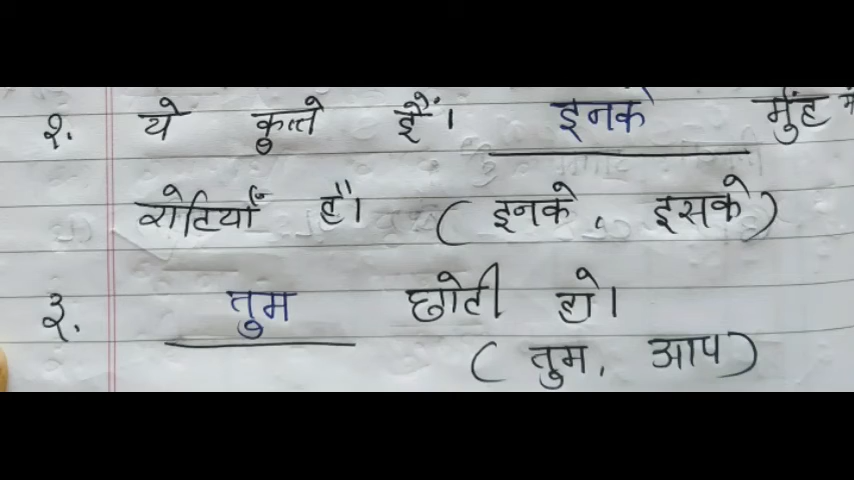 २. ये कुत्ते हैं। इनके मुँह में
रोटियाँ है। ( इनके, इसके)
३. तुम छोटी हो।
( तुम, आप)